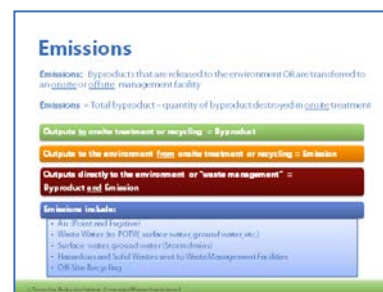 Emissions
Emissions: Byproducts that are released to the environment OR are transferred to
an onsite or offsite management facility
Emissions = Total byproduct – quantity of byproduct destroyed in onsite treatment
Outputs to onsite treatment or recycling = Byproduct
Outputs to the environment from onsite treatment or recycling = Emission
Outputs directly to the environment or "waste management" =
Byproduct and Emission
Emissions include:
• Air (Point and Fugitive)
• Waste Water (to POTW, surface water, ground water, etc.)
• Surface water, ground water (Storm drains)
• Hazardous and Solid Wastes sent to Waste Management Facilities
• Off-Site Recycling